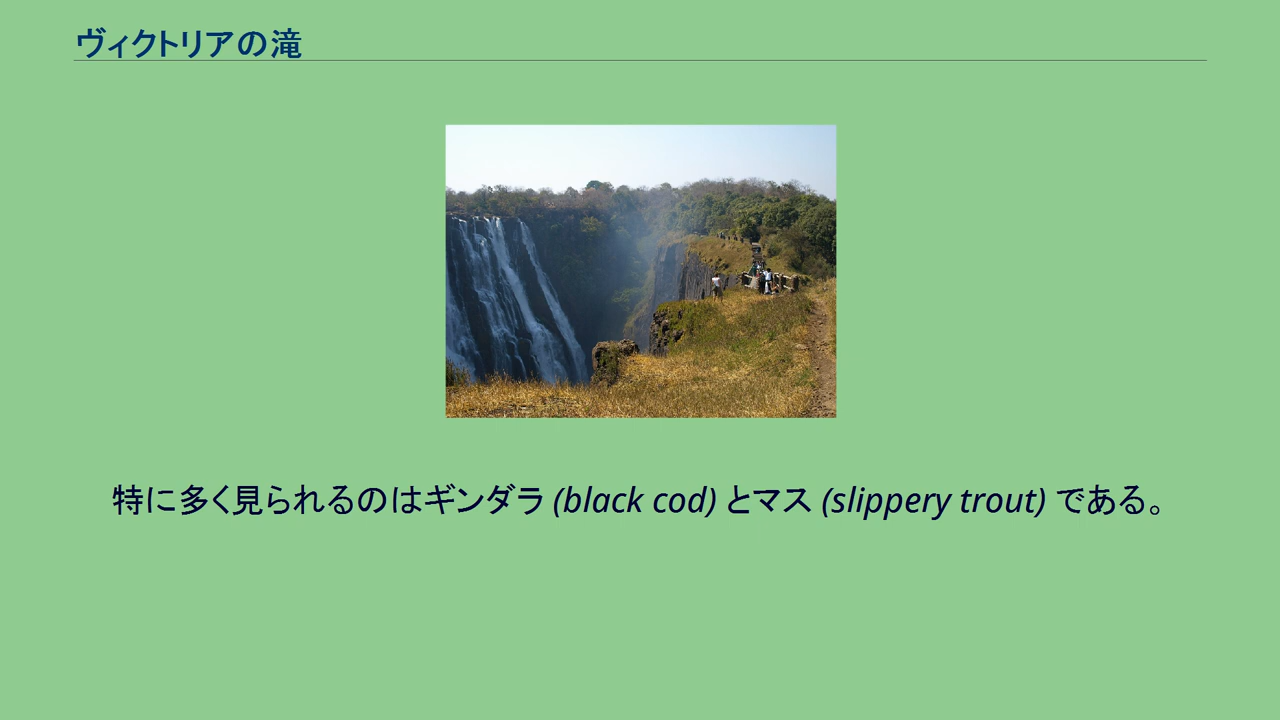 ヴィクトリアの滝
特に多く見られるのはギンダラ (black cod) とマス (slippery trout) である。